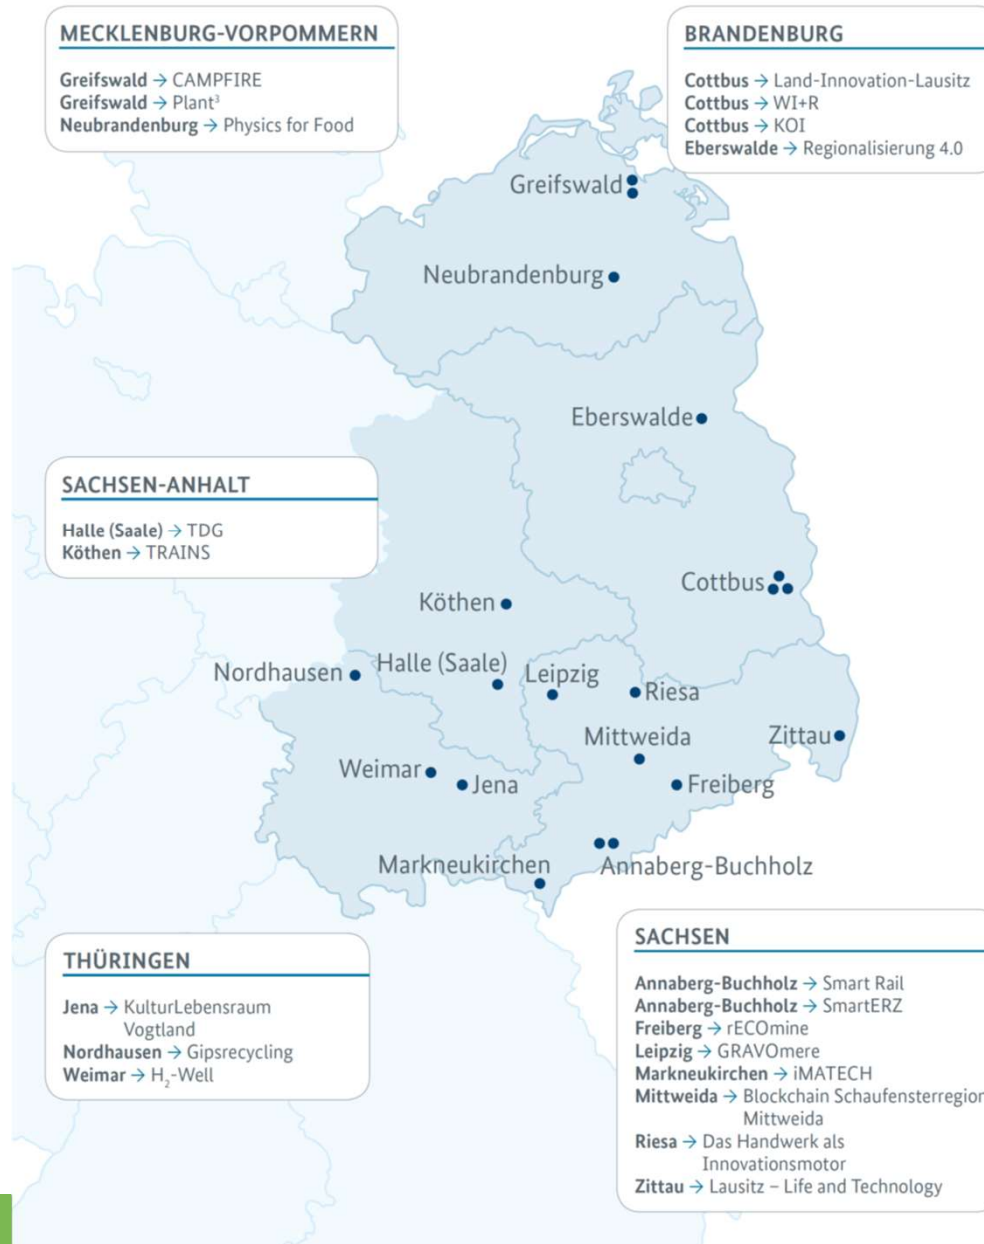 MECKLENBURG-VORPOMMERN
Greifswald → CAMPFIRE
Greifswald → Plant³
Neubrandenburg → Physics for Food
BRANDENBURG
Cottbus → Land-Innovation-Lausitz
Cottbus → WI+R
Cottbus → KOI
Eberswalde → Regionalisierung 4.0
Greifswald
Neubrandenburg
Eberswalde
SACHSEN-ANHALT
Halle (Saale) → TDG
Köthen → TRAINS
Cottbus
Köthen
Nordhausen
Halle (Saale)
Leipzig
Riesa
Mittweida
Zittau
Weimar
Jena
Freiberg
Markneukirchen
Annaberg-Buchholz
THÜRINGEN
Jena → KulturLebensraum
Vogtland
Nordhausen → Gipsrecycling
Weimar → H₂-Well
SACHSEN
Annaberg-Buchholz → Smart Rail
Annaberg-Buchholz → SmartERZ
Freiberg → rECOmine
Leipzig → GRAVOmere
Markneukirchen → iMATECH
Mittweida → Blockchain Schaufensterregion
Mittweida
Riesa → Das Handwerk als
Innovationsmotor
Zittau → Lausitz – Life and Technology